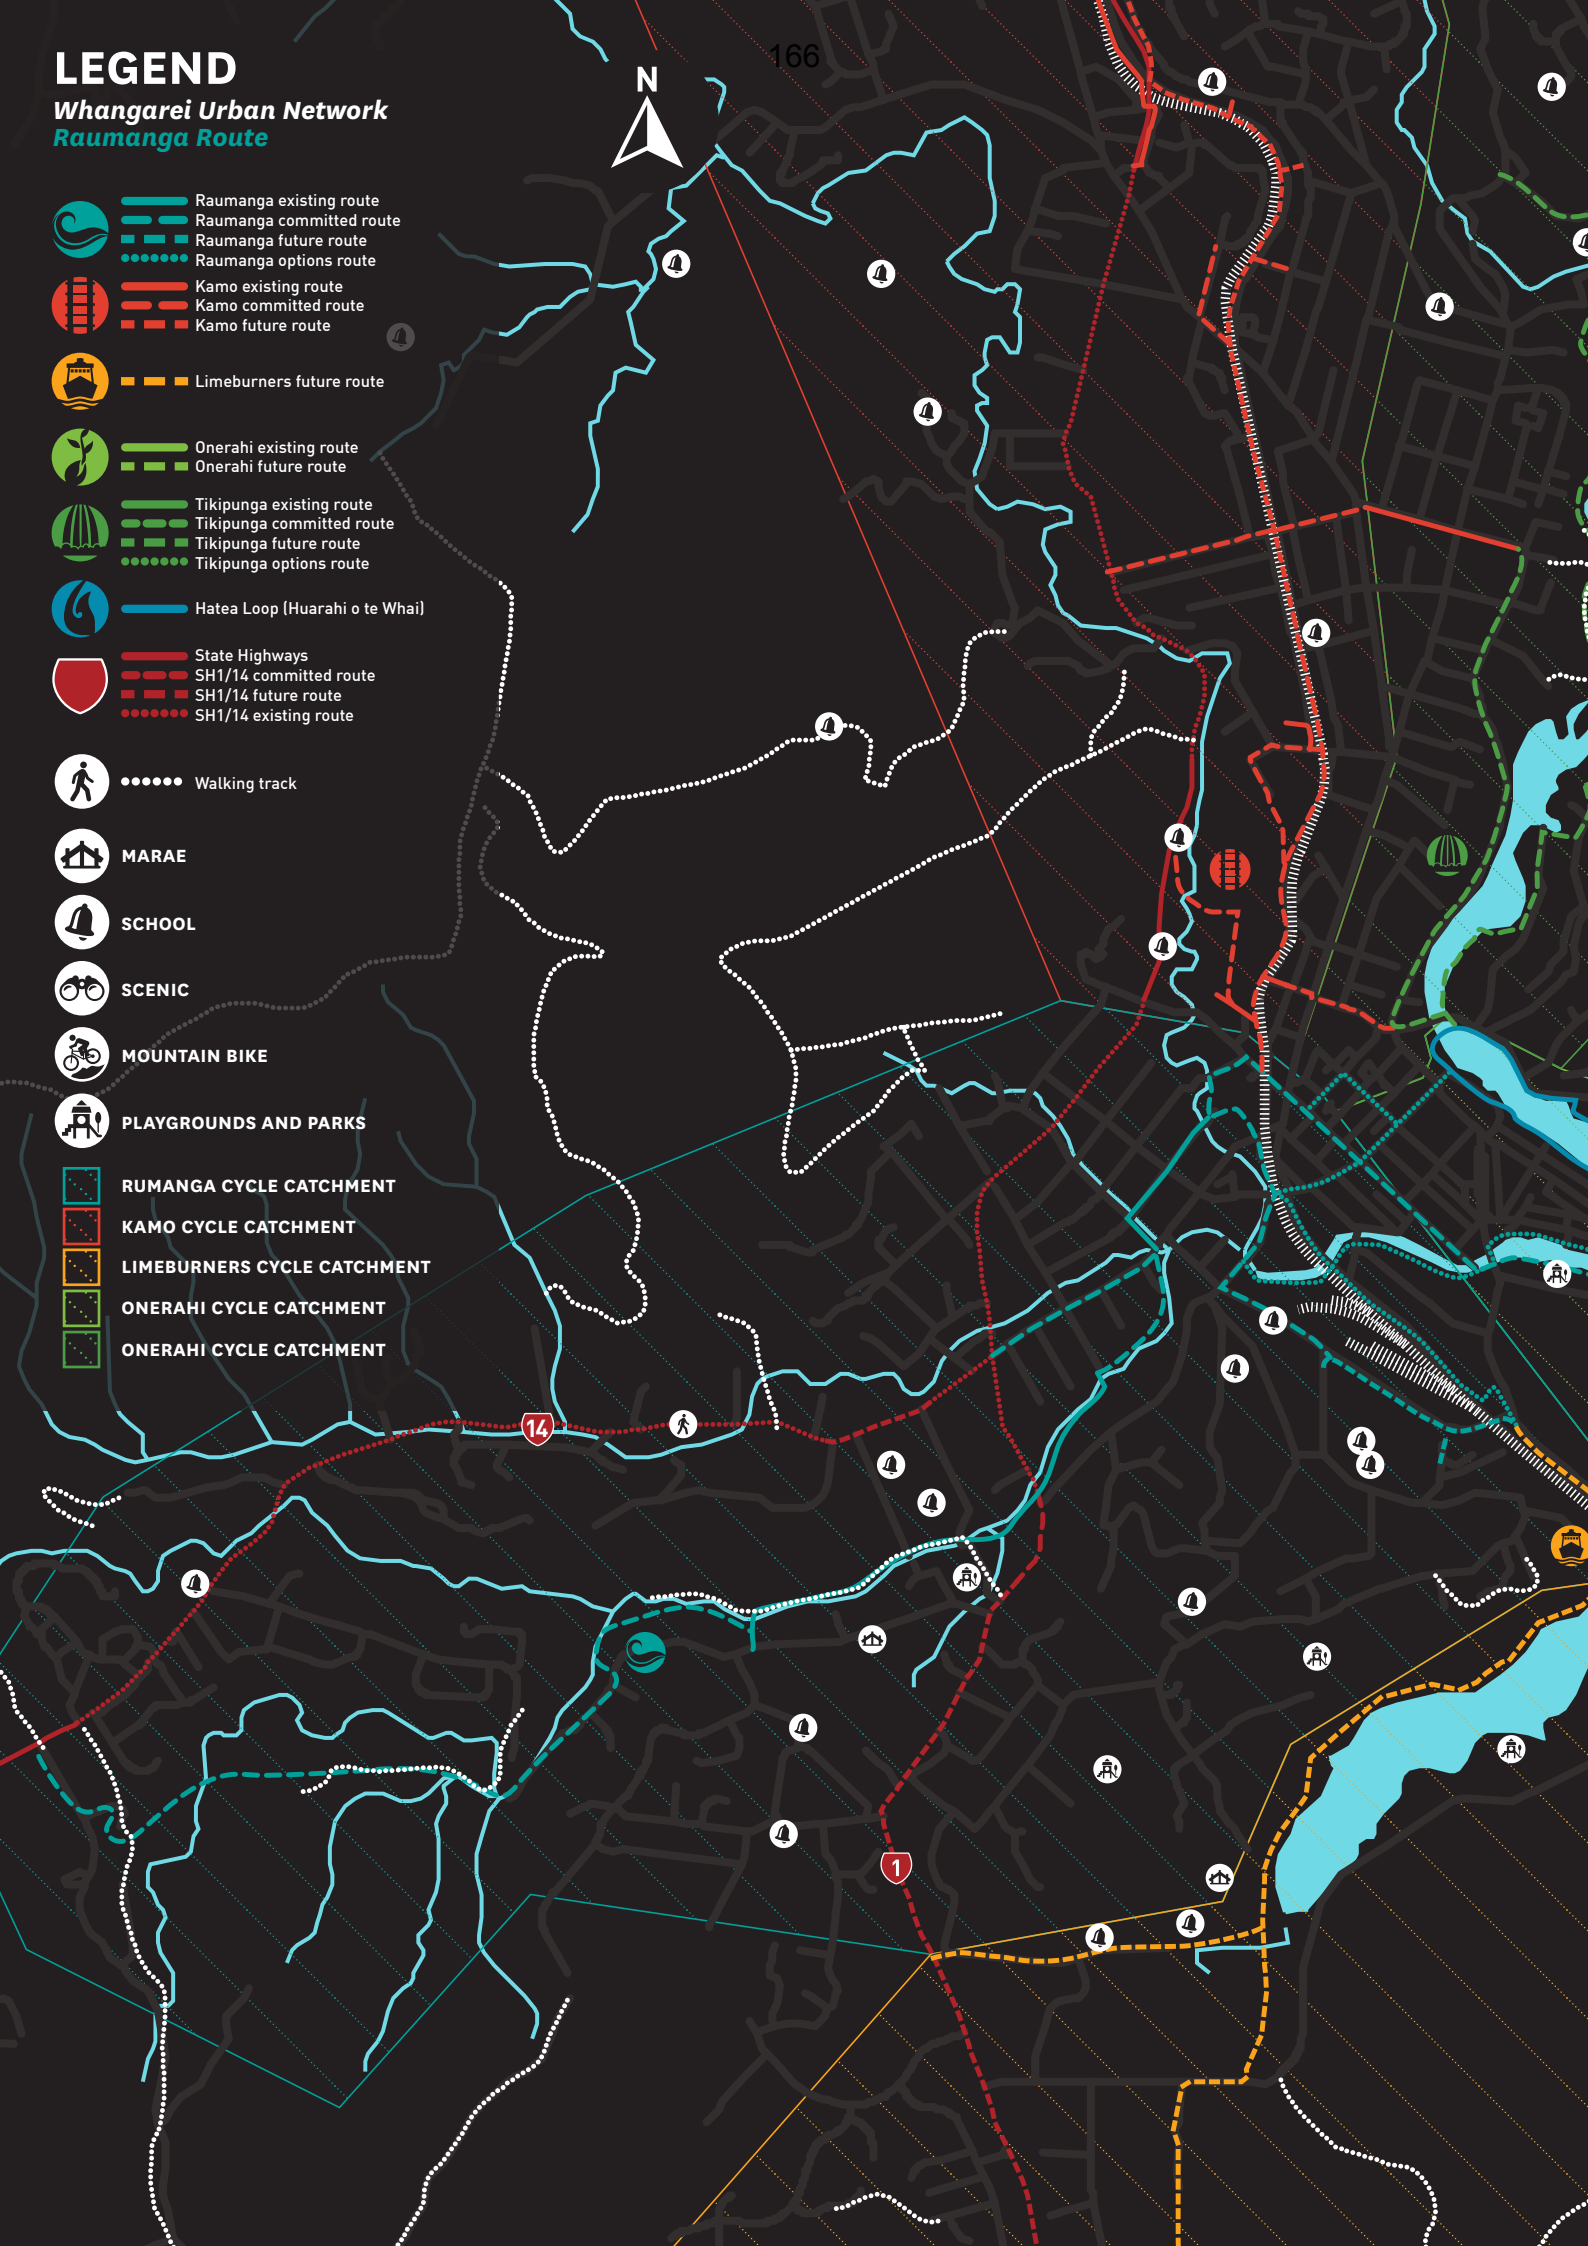 166
LEGEND
Whangarei Urban Network
Raumanga Route
N
Raumanga existing route
Raumanga committed route
Raumanga future route
Raumanga options route
Kamo existing route
Kamo committed route
Kamo future route
Limeburners future route
Onerahi existing route
Onerahi future route
Tikipunga existing route
Tikipunga committed route
Tikipunga future route
Tikipunga options route
Hatea Loop (Huarahi o te Whai)
State Highways
SH1/14 committed route
SH1/14 future route
SH1/14 existing route
Walking track
MARAE
SCHOOL
SCENIC
MOUNTAIN BIKE
PLAYGROUNDS AND PARKS
RUMANGA CYCLE CATCHMENT
KAMO CYCLE CATCHMENT
LIMEBURNERS CYCLE CATCHMENT
ONERAHI CYCLE CATCHMENT
ONERAHI CYCLE CATCHMENT
14
1